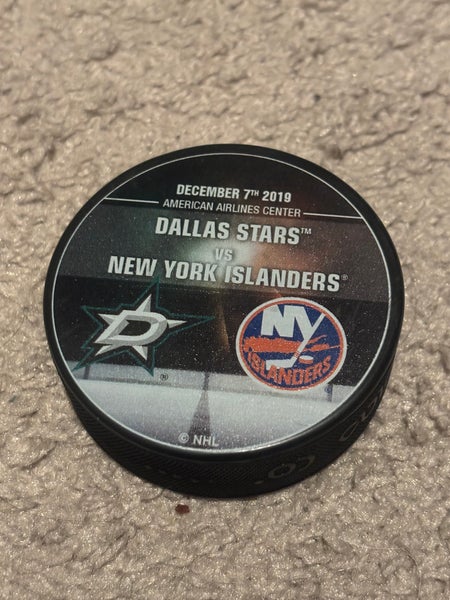 DECEMBER 7TH 2019
AMERICAN AIRLINES CENTER
DALLAS STARS™
VS
NEW YORK ISLANDERS®
D
®
NY
ISLANDERS
© NHL